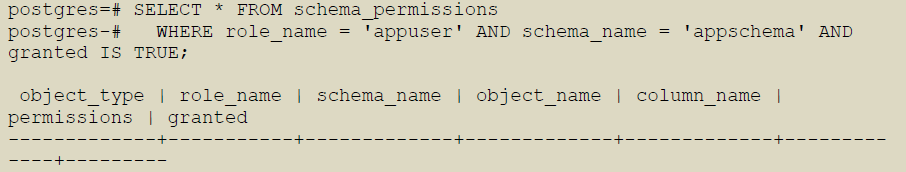 postgres=# SELECT * FROM schema_permissions
postgres-#   WHERE role_name = 'appuser' AND schema_name = 'appschema' AND
granted IS TRUE;

 object_type | role_name | schema_name | object_name | column_name |
permissions | granted
-------------+-----------+-------------+-------------+-------------+---------
----+---------